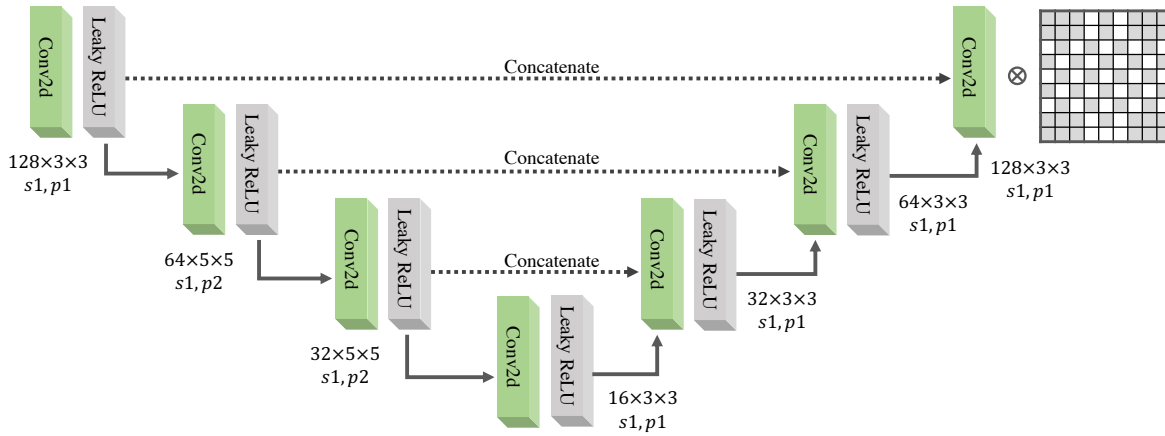 Conv2d
Leaky ReLU
Concatenate
Conv2d
⊗
128×3×3
s1, p1
Conv2d
Leaky ReLU
Concatenate
Conv2d
Leaky ReLU
64×3×3
s1, p1
128×3×3
s1, p1
64×5×5
s1, p2
Conv2d
Leaky ReLU
Concatenate
Conv2d
Leaky ReLU
32×3×3
s1, p1
32×5×5
s1, p2
Conv2d
Leaky ReLU
16×3×3
s1, p1